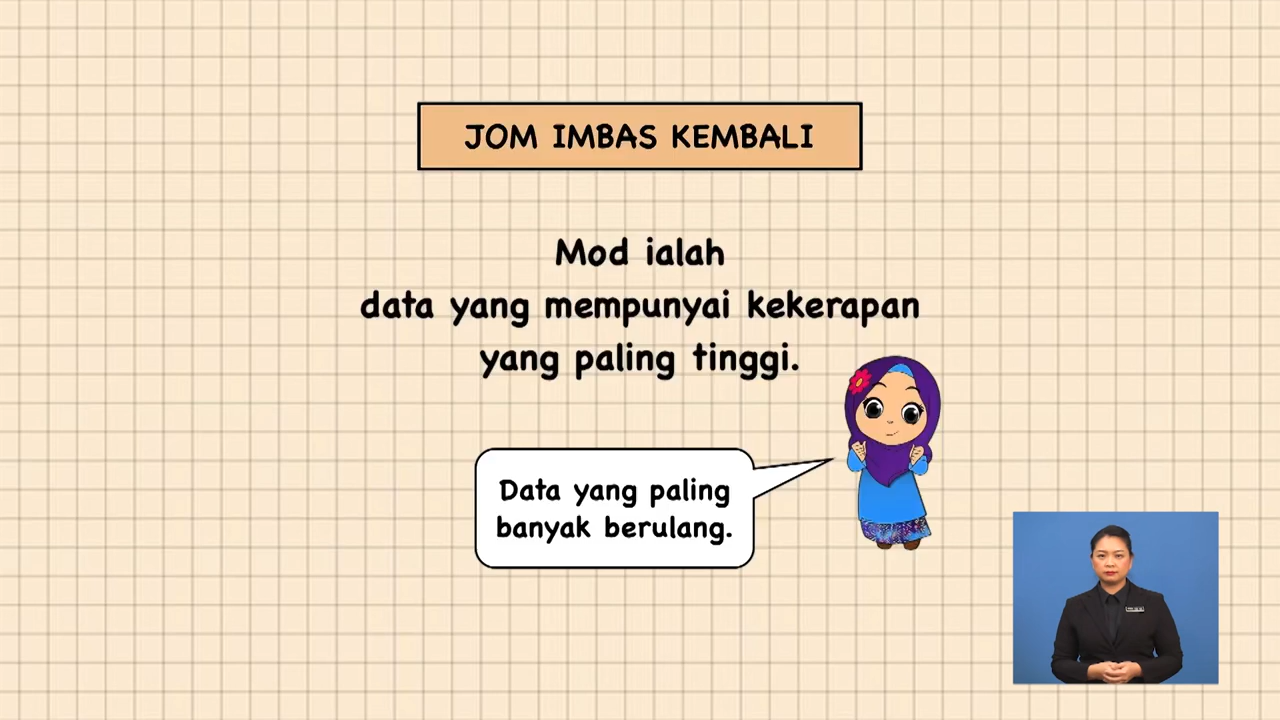 JOM IMBAS KEMBALI
Mod ialah
data yang mempunyai kekerapan
yang paling tinggi.
Data yang paling
banyak berulang.